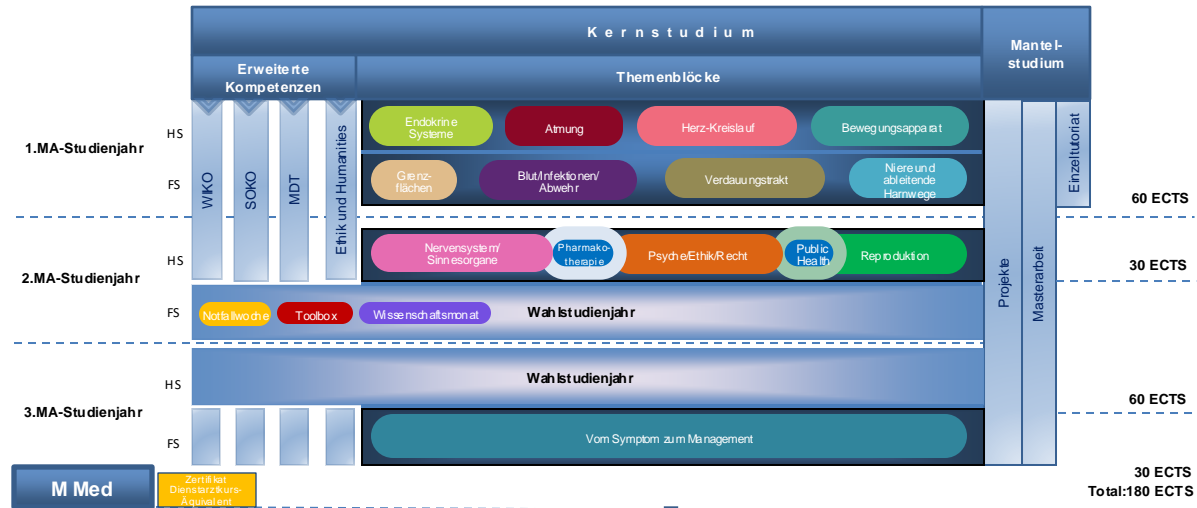 Kernstudium
Mantel-
studium
Erweiterte
Kompetenzen
Themenblöcke
1.MA-Studienjahr
HS
FS
WIKO
SOKO
MDT
Ethik und Humanities
Endokrine
Systeme
Atmung
Herz-Kreislauf
Bewegungsapparat
Grenz-
flächen
Blut/Infektionen/
Abwehr
Verdauungstrakt
Niere und
ableitende
Harnwege
Projekte
Masterarbeit
Einzeltutoriat
60 ECTS
2.MA-Studienjahr
HS
Nervensystem/
Sinnesorgane
Pharmako-
therapie
Psyche/Ethik/Recht
Public
Health
Reproduktion
30 ECTS
FS
Notfallwoche
Toolbox
Wissenschaftsmonat
Wahlstudienjahr
3.MA-Studienjahr
HS
Wahlstudienjahr
60 ECTS
FS
Vom Symptom zum Management
M Med
Zertifikat
Dienstarztkurs-
Äquivalent
30 ECTS
Total:180 ECTS